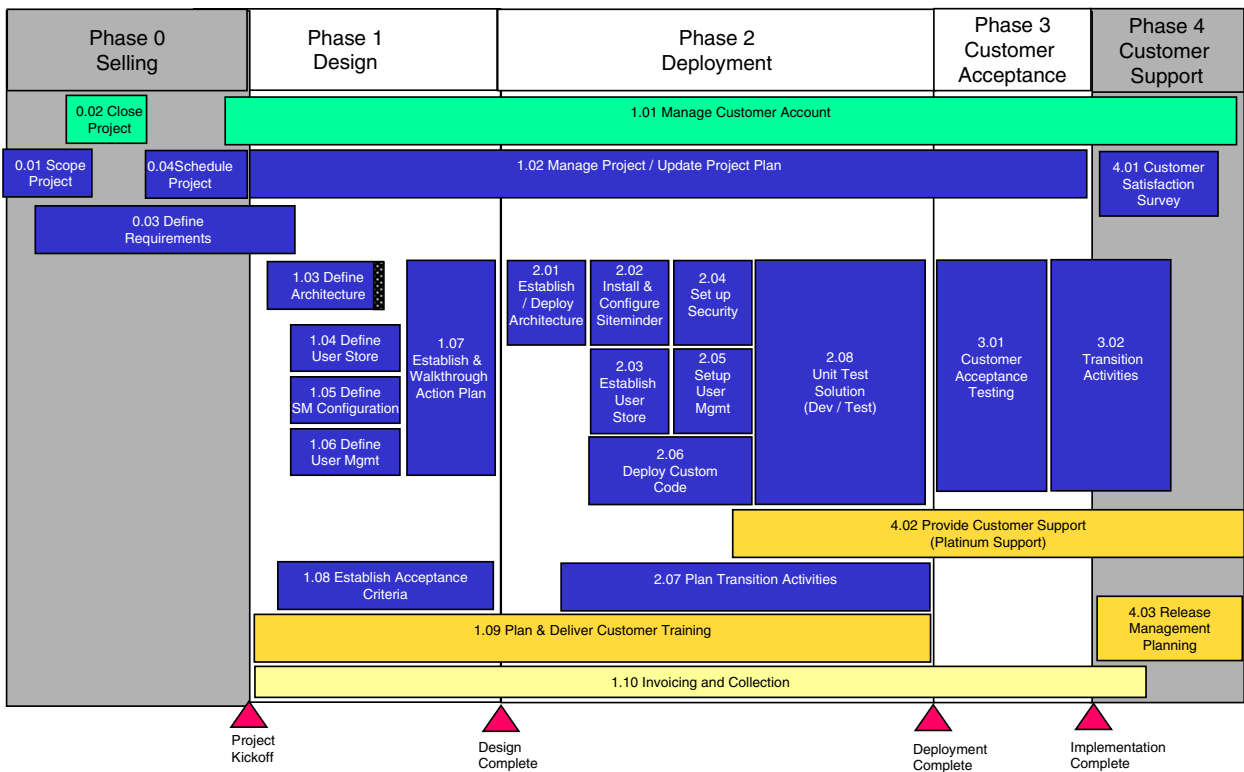 Phase 0
Selling
Phase 1
Design
Phase 2
Deployment
Phase 3
Customer
Acceptance
Phase 4
Customer
Support
0.02 Close
Project
1.01 Manage Customer Account
0.01 Scope
Project
0.04Schedule
Project
1.02 Manage Project / Update Project Plan
4.01 Customer
Satisfaction
Survey
0.03 Define
Requirements
1.03 Define
Architecture
1.04 Define
User Store
1.05 Define
SM Configuration
1.06 Define
User Mgmt
1.07
Establish &
Walkthrough
Action Plan
2.01
Establish
/ Deploy
Architecture
2.02
Install &
Configure
Siteminder
2.04
Set up
Security
2.03
Establish
User
Store
2.05
Setup
User
Mgmt
2.06
Deploy Custom
Code
2.08
Unit Test
Solution
(Dev / Test)
3.01
Customer
Acceptance
Testing
3.02
Transition
Activities
4.02 Provide Customer Support
(Platinum Support)
1.08 Establish Acceptance
Criteria
2.07 Plan Transition Activities
1.09 Plan & Deliver Customer Training
4.03 Release
Management
Planning
1.10 Invoicing and Collection
Project
Kickoff
Design
Complete
Deployment
Complete
Implementation
Complete